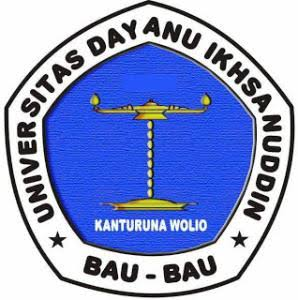 UNIVERSITAS DAYANU IKHSANUDDIN
KANTURUNA WOLIO
BAU - BAU